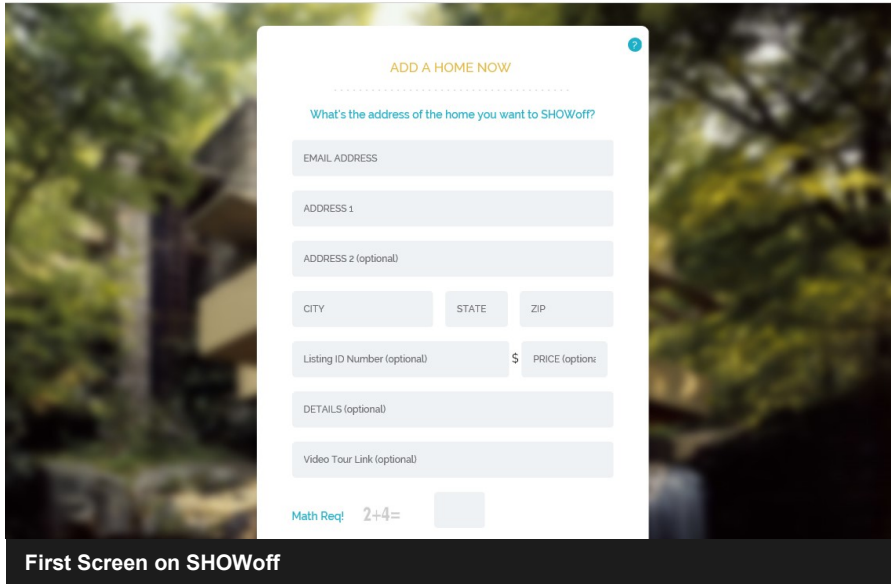 ?
ADD A HOME NOW
What's the address of the home you want to SHOWoff?
EMAIL ADDRESS
ADDRESS 1
ADDRESS 2 (optional)
CITY STATE ZIP
Listing ID Number (optional) $ PRICE (optiona
DETAILS (optional)
Video Tour Link (optional)
Math Req! 2+4=
First Screen on SHOWoff